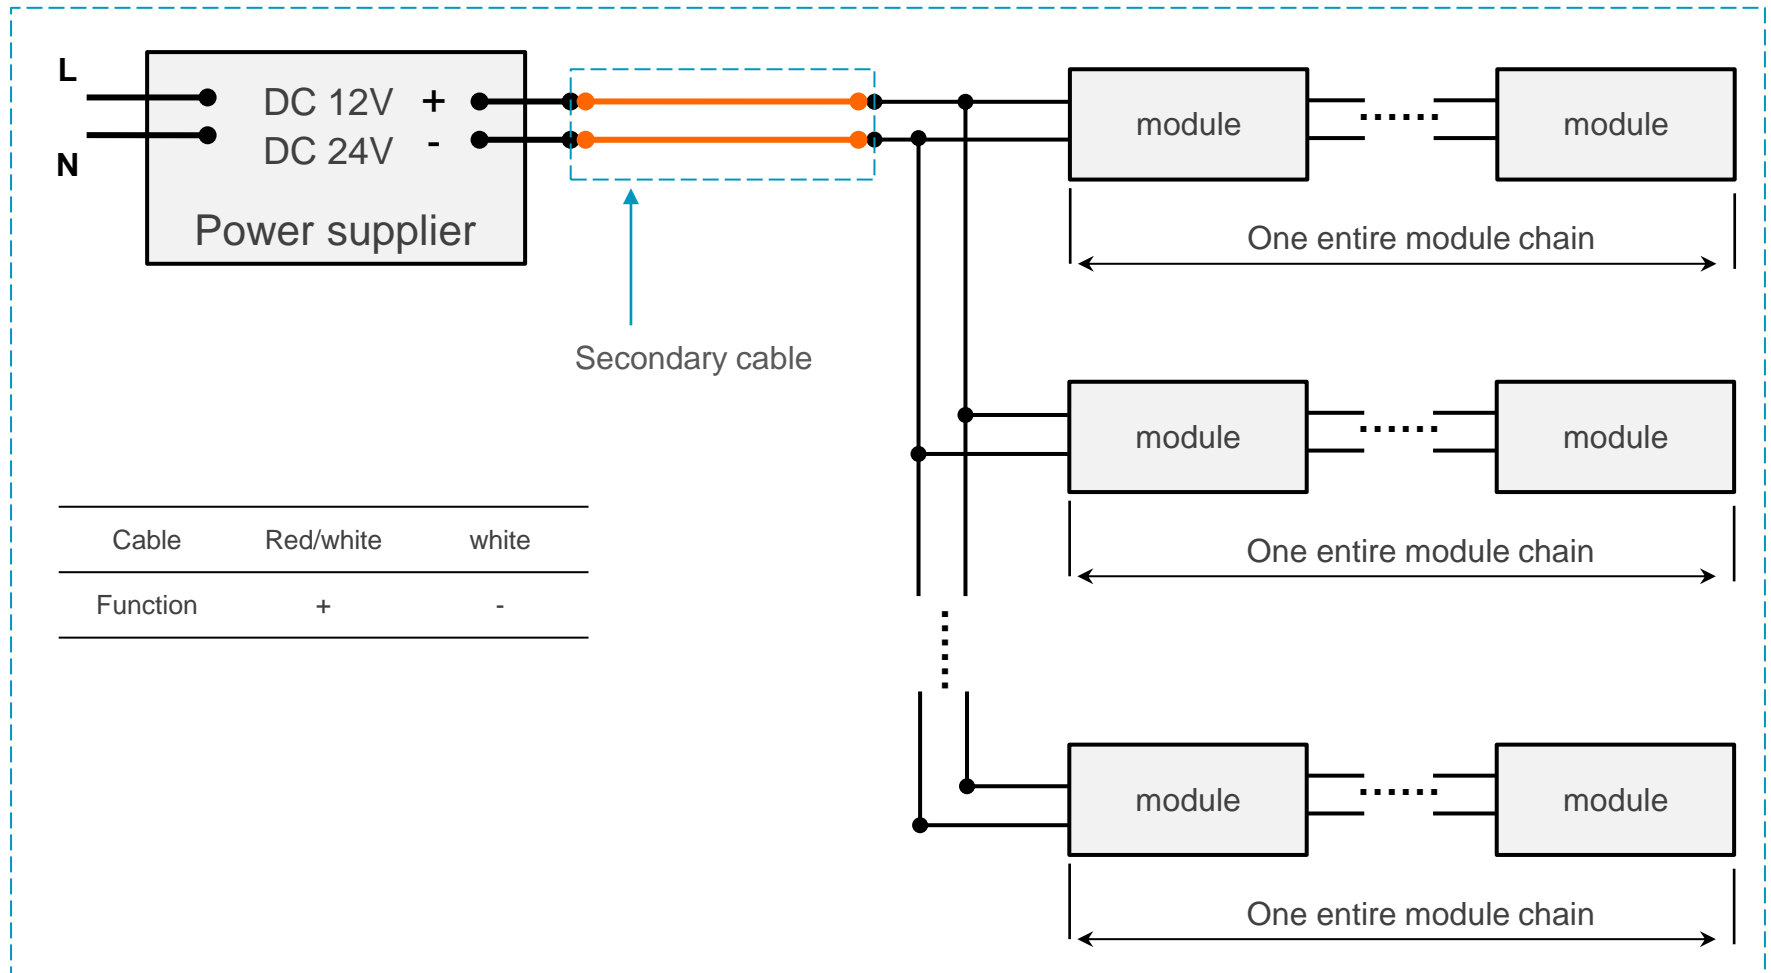 L
N
DC 12V +
DC 24V -
Power supplier
Secondary cable
module ...... module
One entire module chain
module ...... module
One entire module chain
Cable Red/white white
Function + -
module ...... module
One entire module chain